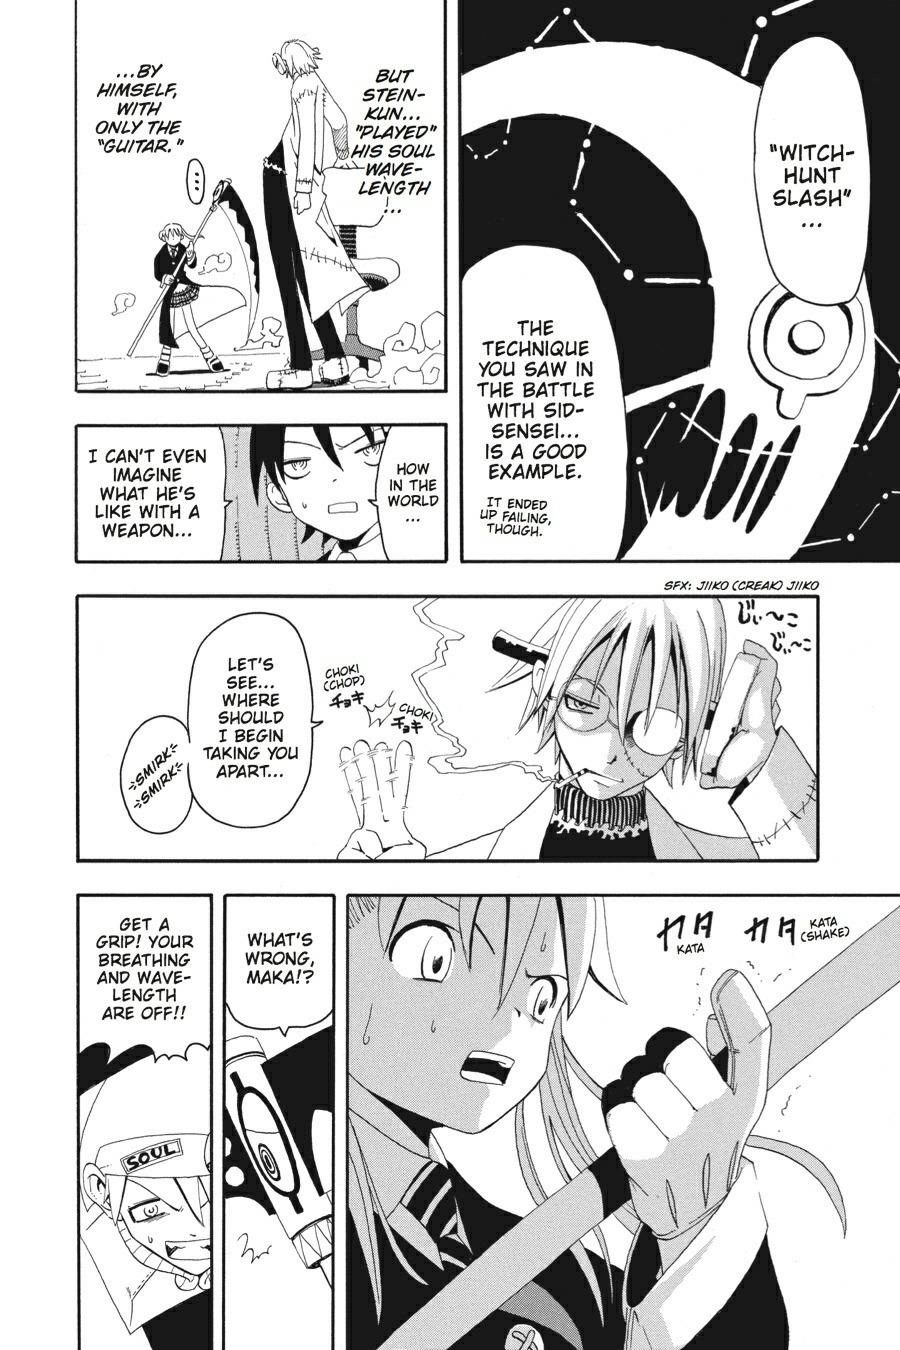 "WITCH-
HUNT
SLASH"
...
THE
TECHNIQUE
YOU SAW IN
THE BATTLE
WITH SID-
SENSEI...
IS A GOOD
EXAMPLE.
IT ENDED
UP FAILING,
THOUGH.
BUT
STEIN-
KUN...
"PLAYED"
HIS SOUL
WAVE-
LENGTH
...
...BY
HIMSELF,
WITH
ONLY THE
"GUITAR."
...
HOW
IN THE
WORLD
...
I CAN'T EVEN
IMAGINE
WHAT HE'S
LIKE WITH A
WEAPON...
SFX: JIIKO (CREAK) JIIKO
じぃ〜こ
じぃ〜こ
CHOKI
(CHOP)
チョキ
CHOKI
チョキ
LET'S
SEE...
WHERE
SHOULD
I BEGIN
TAKING YOU
APART...
SMIRK
SMIRK
KATA
(SHAKE)
カタ
カタ
KATA
WHAT'S
WRONG,
MAKA!?
GET A
GRIP! YOUR
BREATHING
AND WAVE-
LENGTH
ARE OFF!!
SOUL